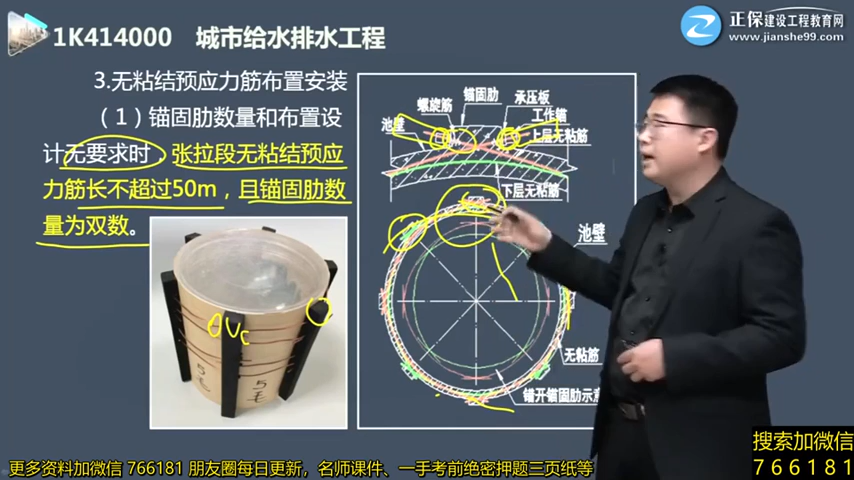 1K414000 城市给水排水工程
正保建设工程教育网
www.jianshe99.com
3.无粘结预应力筋布置安装
（1）锚固肋数量和布置设
计无要求时，张拉段无粘结预应
力筋长不超过50m，且锚固肋数
量为双数。
锚固肋
螺旋筋
承压板
工作锚
池壁
上层无粘筋
下层无粘筋
池壁
无粘筋
锚开锚固肋示意
更多资料加微信 766181 朋友圈每日更新，名师课件、一手考前绝密押题三页纸等
搜索加微信
766181